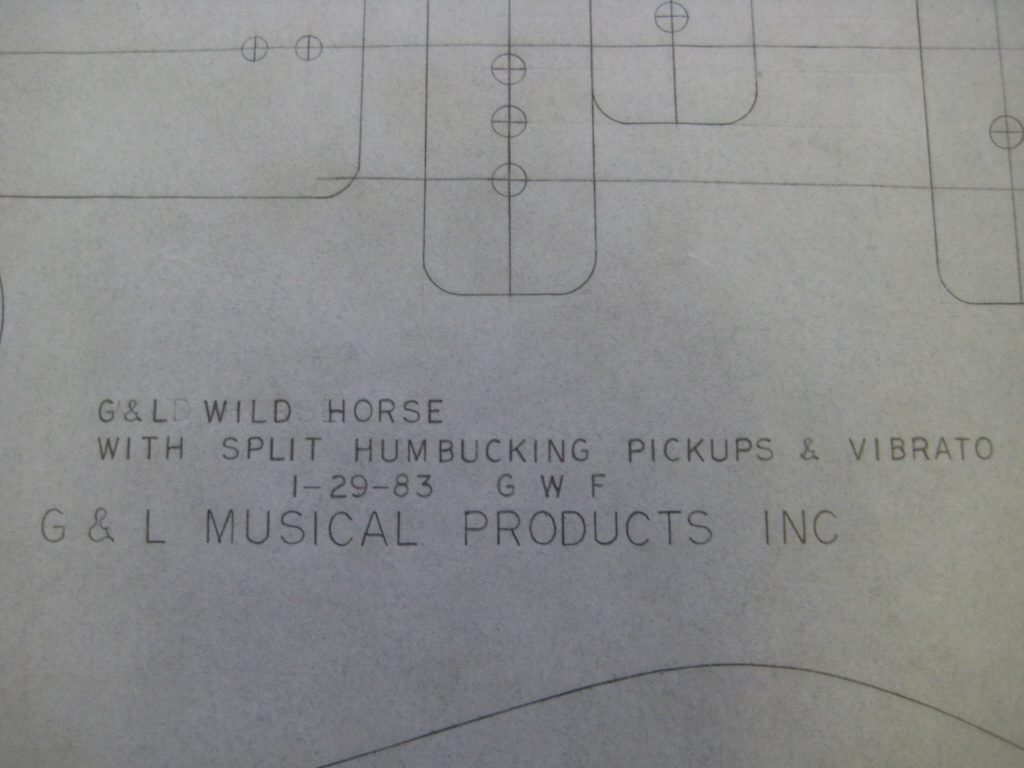 G&L WILD HORSE
WITH SPLIT HUMBUCKING PICKUPS & VIBRATO
1-29-83 G W F
G & L MUSICAL PRODUCTS INC